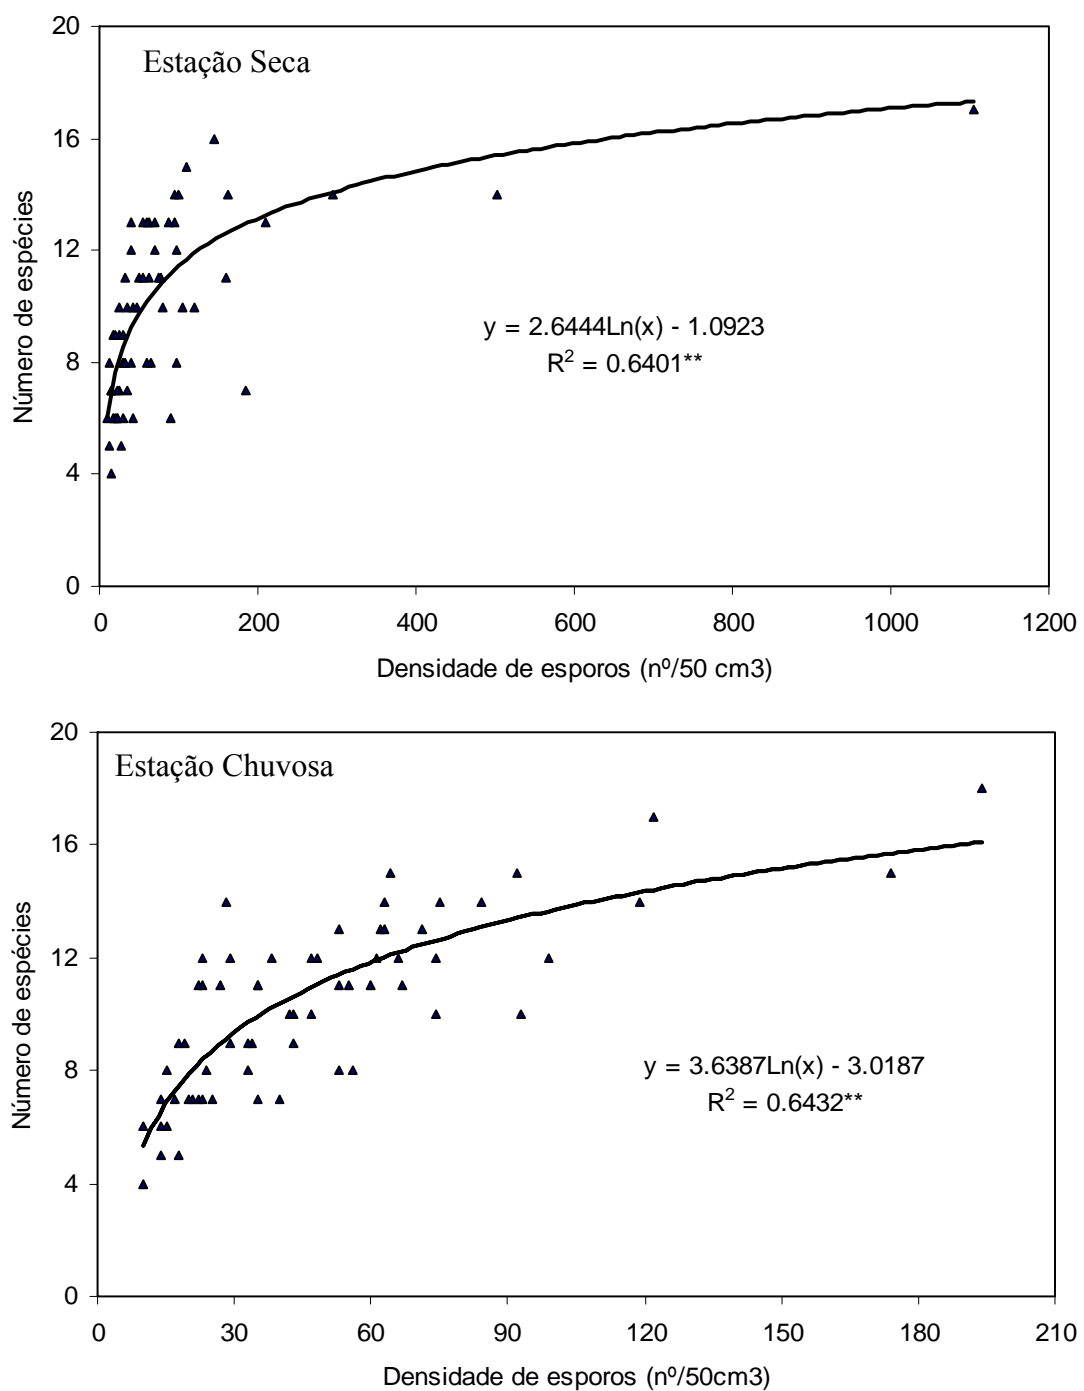 Estação Seca
20
16
12
8
4
0
Número de espécies
y = 2.6444Ln(x) - 1.0923
R² = 0.6401**
0 200 400 600 800 1000 1200
Densidade de esporos (nº/50 cm3)
Estação Chuvosa
20
16
12
8
4
0
Número de espécies
y = 3.6387Ln(x) - 3.0187
R² = 0.6432**
0 30 60 90 120 150 180 210
Densidade de esporos (nº/50cm3)